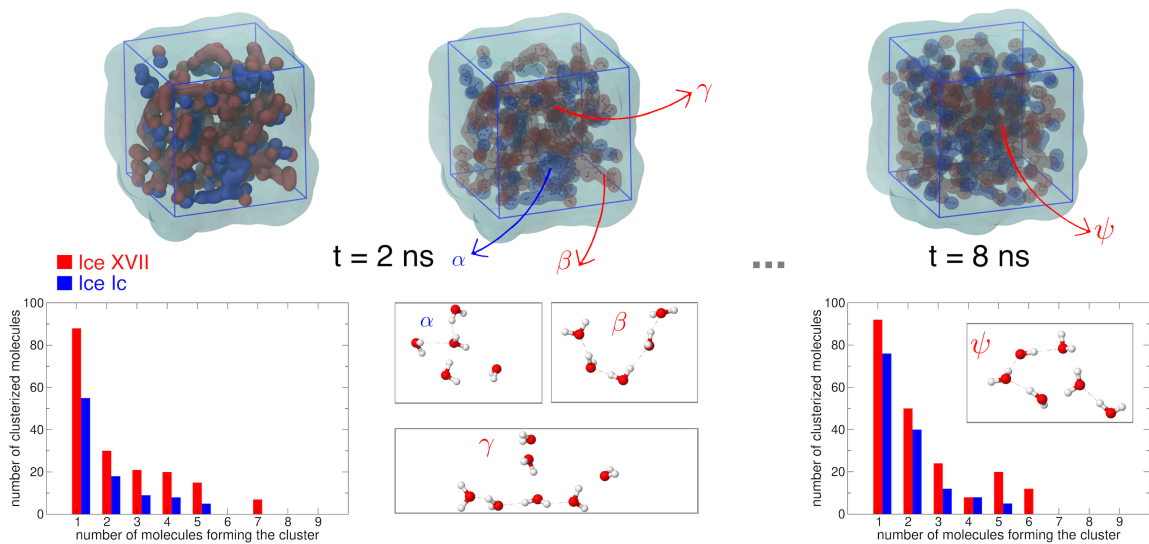 γ
α
β
ψ
t = 2 ns
...
t = 8 ns
Ice XVII
Ice Ic
number of clusterized molecules
100
80
60
40
20
0
1 2 3 4 5 6 7 8 9
number of molecules forming the cluster
α
β
γ
number of clusterized molecules
100
80
60
40
20
0
ψ
1 2 3 4 5 6 7 8 9
number of molecules forming the cluster